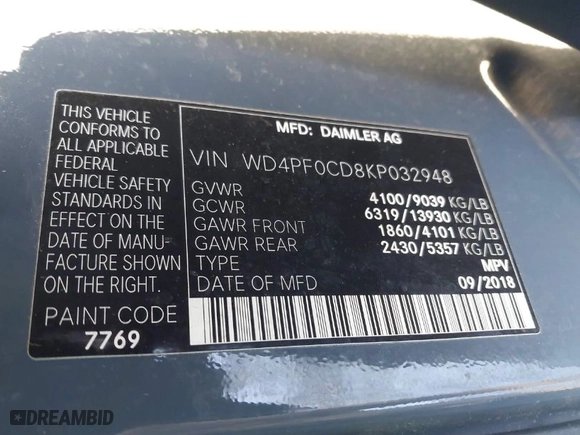 THIS VEHICLE
CONFORMS TO
ALL APPLICABLE
FEDERAL
VEHICLE SAFETY
STANDARDS IN
EFFECT ON THE
DATE OF MANU-
FACTURE SHOWN
ON THE RIGHT.
PAINT CODE
7769
MFD: DAIMLER AG
VIN WD4PF0CD8KP032948
GVWR 4100/9039 KG/LB
GCWR 6319/13930 KG/LB
GAWR FRONT 1860/4101 KG/LB
GAWR REAR 2430/5357 KG/LB
TYPE MPV
DATE OF MFD 09/2018
DREAMBID